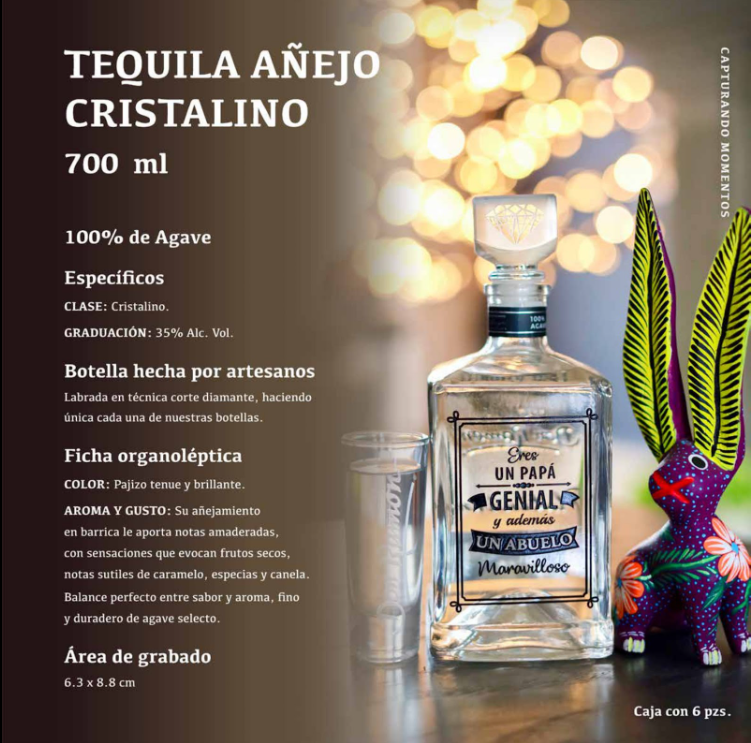 TEQUILA AÑEJO
CRISTALINO
700 ml
100% de Agave
Específicos
CLASE: Cristalino.
GRADUACIÓN: 35% Alc. Vol.
Botella hecha por artesanos
Labrada en técnica corte diamante, haciendo
única cada una de nuestras botellas.
Ficha organoléptica
COLOR: Pajizo tenue y brillante.
AROMA Y GUSTO: Su añejamiento
en barrica le aporta notas amaderadas,
con sensaciones que evocan frutos secos,
notas sutiles de caramelo, especias y canela.
Balance perfecto entre sabor y aroma, fino
y duradero de agave selecto.
Área de grabado
6.3 x 8.8 cm
CAPTURANDO MOMENTOS
100%
AGAVE
Eres
UN PAPÁ
GENIAL
y además
UN ABUELO
Maravilloso
Don Ramón
Caja con 6 pzs.